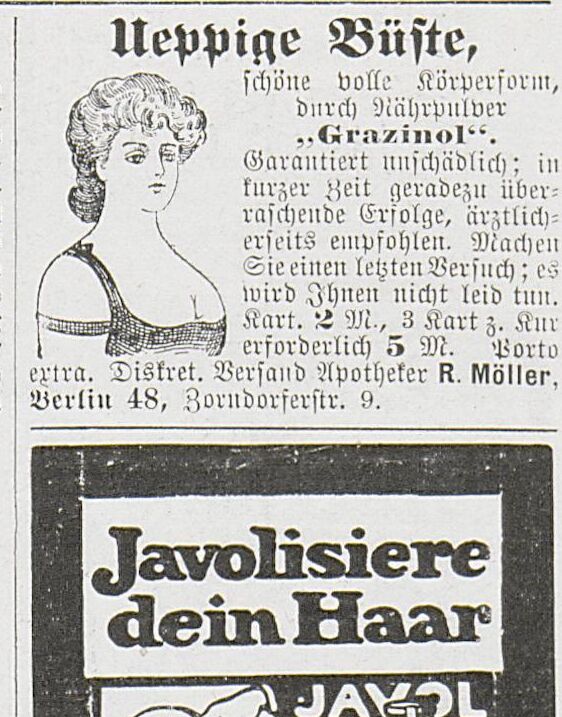 Ueppige Büste,
schöne volle Körperform,
durch Nährpulver
„Grazinol“.
Garantiert unschädlich; in
kurzer Zeit geradezu über-
raschende Erfolge, ärztlich-
erseits empfohlen. Machen
Sie einen letzten Versuch; es
wird Ihnen nicht leid tun.
Kart. 2 M., 3 Kart z. Kur
erforderlich 5 M. Porto
extra. Diskret. Versand Apotheker R. Möller,
Berlin 48, Zorndorferstr. 9.
Javolisiere
dein Haar
JAVOL